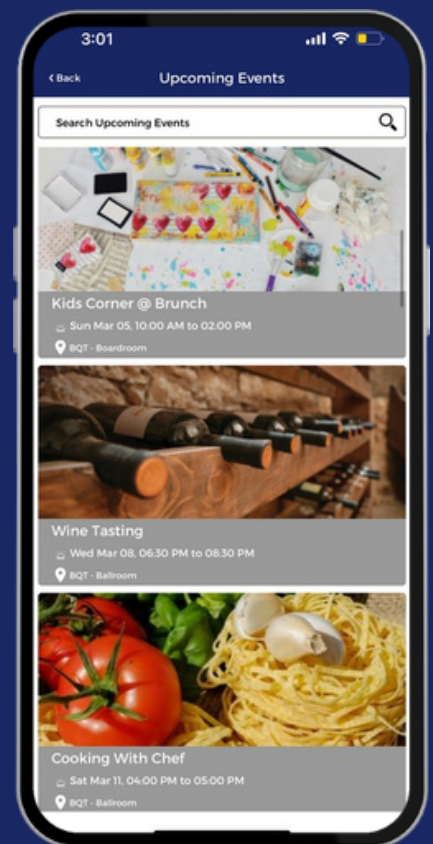 3:01
Back
Upcoming Events
Search Upcoming Events
Kids Corner @ Brunch
Sun Mar 05, 10:00 AM to 02:00 PM
BQT - Boardroom
Wine Tasting
Wed Mar 08, 06:30 PM to 08:30 PM
BQT - Ballroom
Cooking With Chef
Sat Mar 11, 04:00 PM to 05:00 PM
BQT - Ballroom